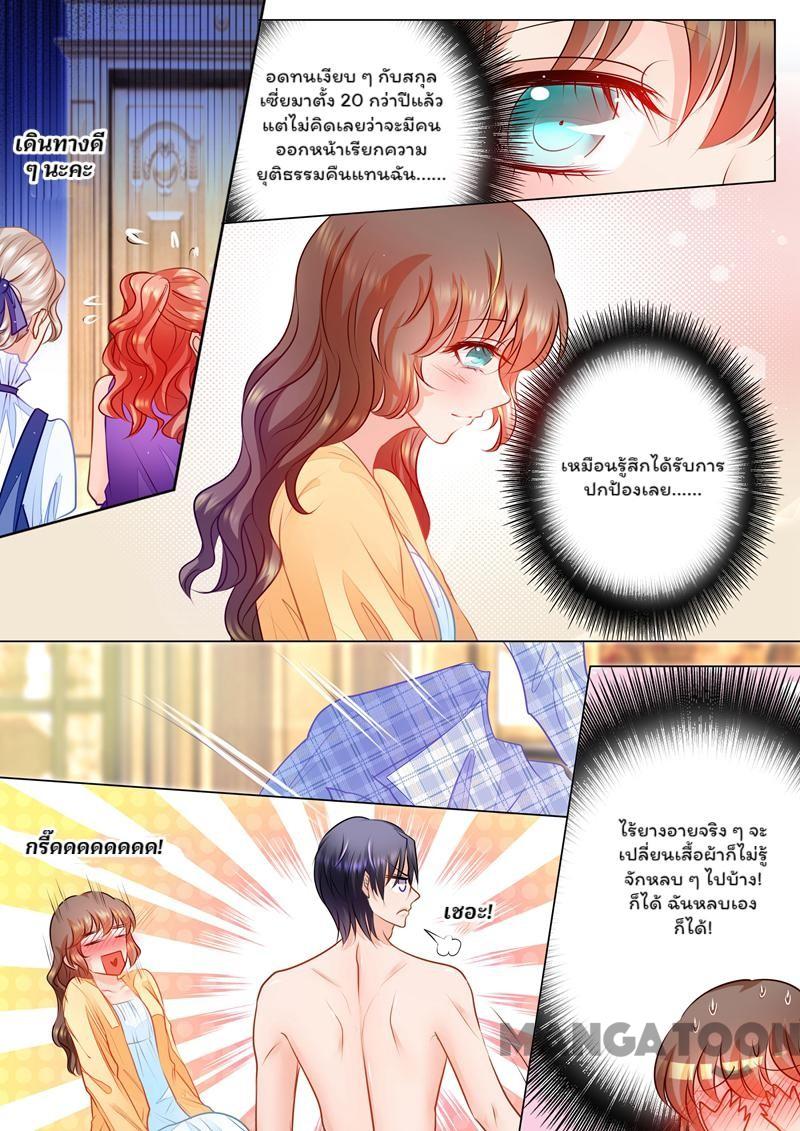 เดินทางดี
ๆ นะคะ
อดทนเงียบ ๆ กับสกุล
เซี่ยมาตั้ง 20 กว่าปีแล้ว
แต่ไม่คิดเลยว่าจะมีคน
ออกหน้าเรียกความ
ยุติธรรมคืนแทนฉัน......
เหมือนรู้สึกได้รับการ
ปกป้องเลย......
กรี๊ดดดดดดดด!
เชอะ!
ไร้ยางอายจริง ๆ จะ
เปลี่ยนเสื้อผ้าก็ไม่รู้
จักหลบ ๆ ไปบ้าง!
ก็ได้ ฉันหลบเอง
ก็ได้!
MANGATOON